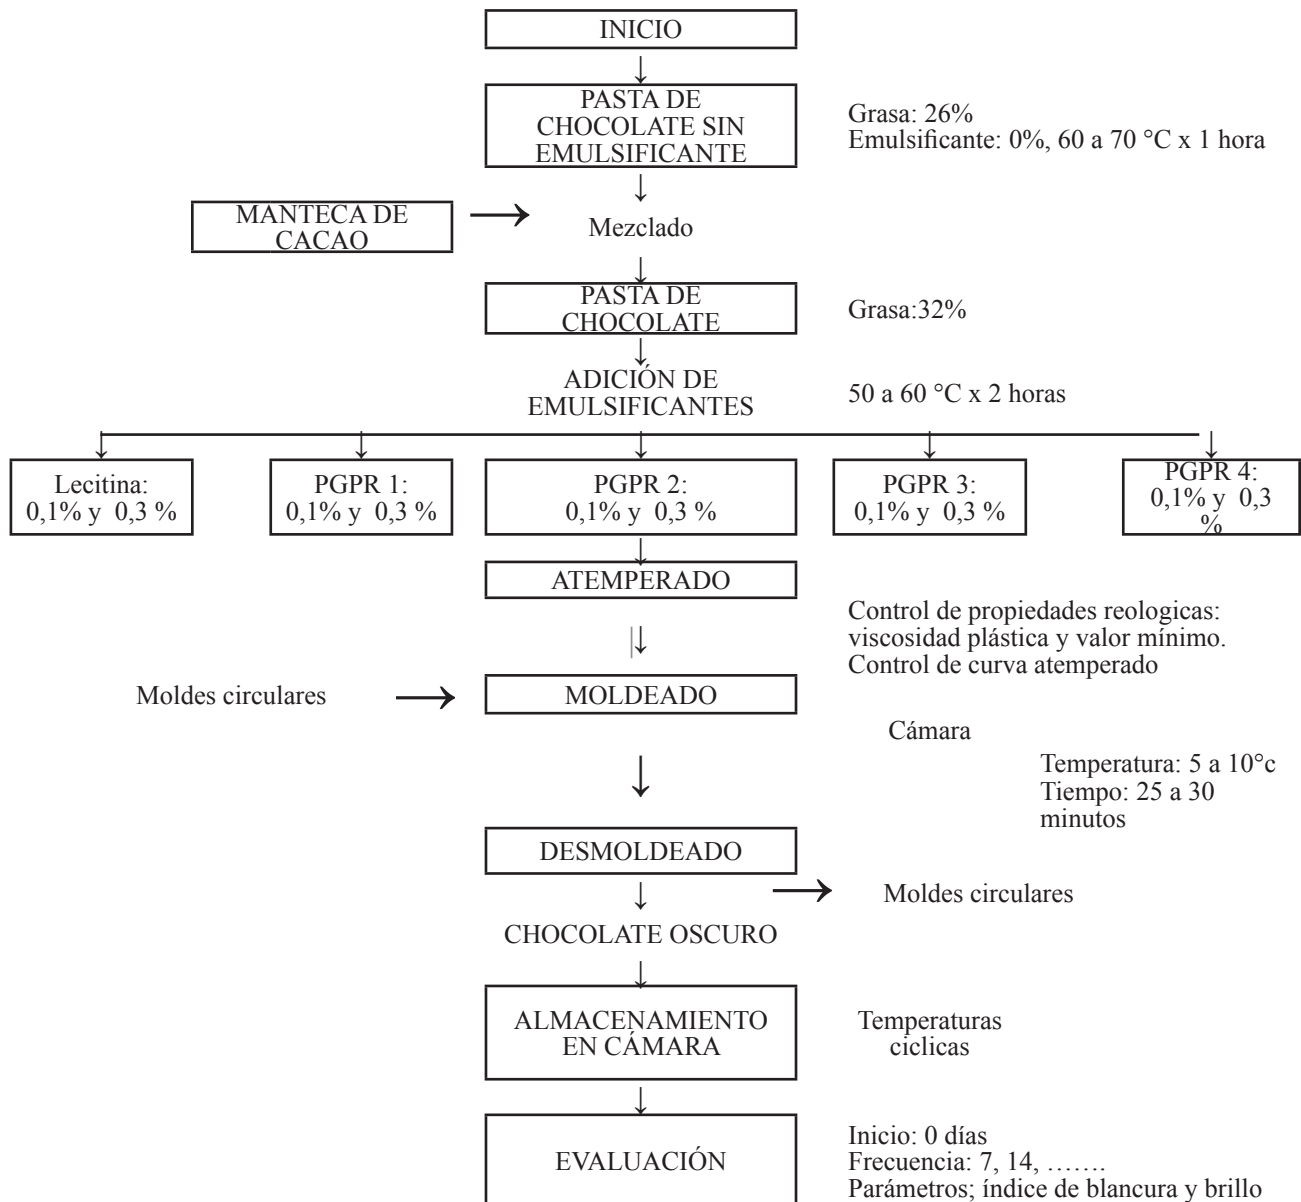 INICIO
PASTA DE
CHOCOLATE SIN
EMULSIFICANTE
Grasa: 26%
Emulsificante: 0%, 60 a 70 °C x 1 hora
MANTECA DE
CACAO
Mezclado
PASTA DE
CHOCOLATE
Grasa:32%
ADICIÓN DE
EMULSIFICANTES
50 a 60 °C x 2 horas
Lecitina:
0,1% y 0,3 %
PGPR 1:
0,1% y 0,3 %
PGPR 2:
0,1% y 0,3 %
PGPR 3:
0,1% y 0,3 %
PGPR 4:
0,1% y 0,3
%
ATEMPERADO
Control de propiedades reologicas:
viscosidad plástica y valor mínimo.
Control de curva atemperado
Moldes circulares
MOLDEADO
Cámara
Temperatura: 5 a 10°c
Tiempo: 25 a 30
minutos
DESMOLDEADO
Moldes circulares
CHOCOLATE OSCURO
ALMACENAMIENTO
EN CÁMARA
Temperaturas
ciclicas
EVALUACIÓN
Inicio: 0 días
Frecuencia: 7, 14, …….
Parámetros; índice de blancura y brillo